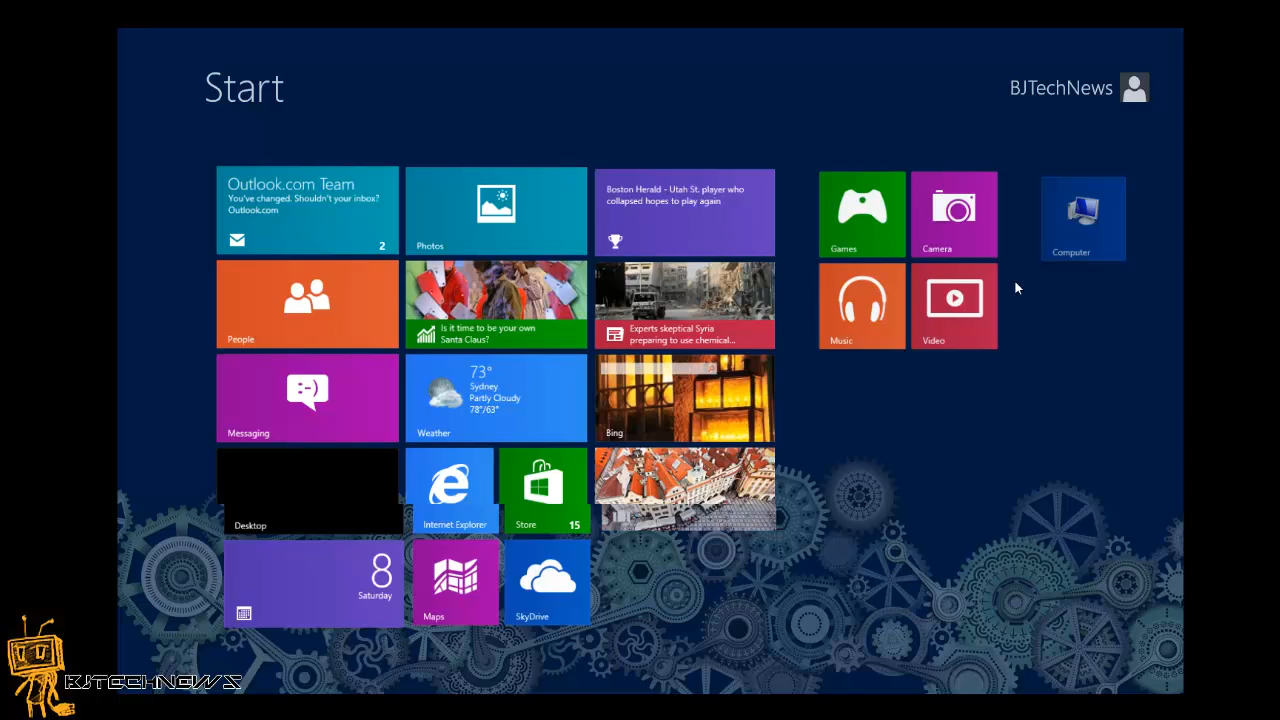 Start
BJTechNews
Outlook.com Team
You've changed. Shouldn't your inbox?
Outlook.com
2
Photos
Boston Herald - Utah St. player who
collapsed hopes to play again
Games
Camera
Computer
People
Is it time to be your own
Santa Claus?
Experts skeptical Syria
preparing to use chemical...
Music
Video
Messaging
73°
Sydney
Partly Cloudy
78°/63°
Weather
Bing
Desktop
Internet Explorer
Store
15
8
Saturday
Maps
SkyDrive
BJTECHNEWS